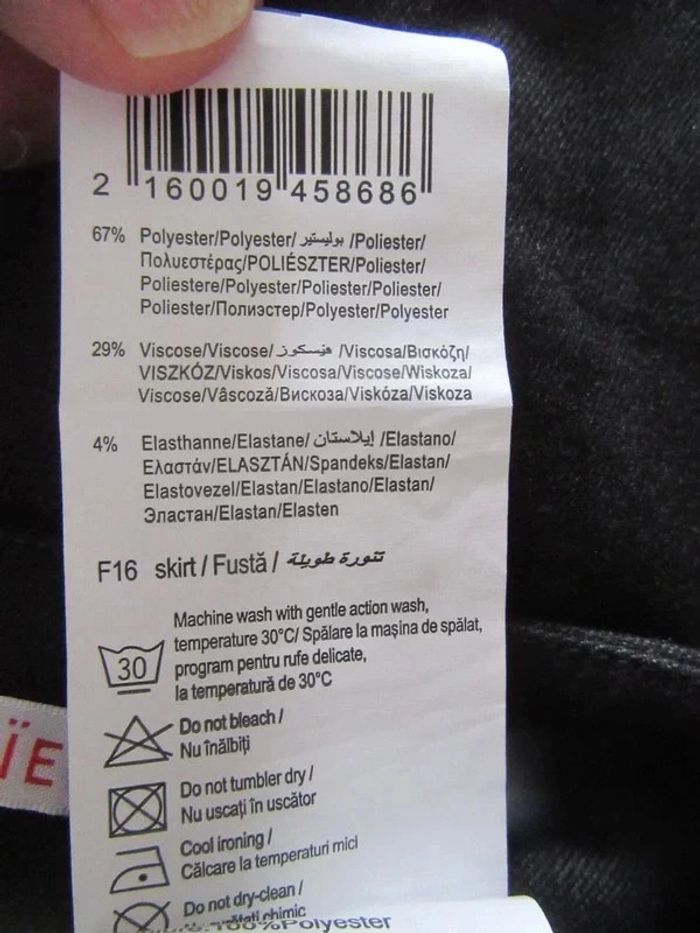 2 160019 458686
67% Polyester/Polyester/ بوليستير /Poliester/
Πολυεστέρας/POLIÉSZTER/Poliester/
Poliestere/Polyester/Poliester/Poliester/
Poliester/Полиэстер/Polyester/Polyester
29% Viscose/Viscose/ فيسكوز /Viscosa/Βισκόζη/
VISZKÓZ/Viskos/Viscosa/Viscose/Wiskoza/
Viscose/Vâscoză/Вискоза/Viskóza/Viskoza
4% Elasthanne/Elastane/ إيلاستان /Elastano/
Ελαστάν/ELASZTÁN/Spandeks/Elastan/
Elastovezel/Elastan/Elastano/Elastan/
Эластан/Elastan/Elasten
F16 skirt / Fustă / تنورة طويلة
Machine wash with gentle action wash,
temperature 30°C/ Spălare la mașina de spălat,
program pentru rufe delicate,
la temperatură de 30°C
30
Do not bleach /
Nu înălbiți
Do not tumbler dry /
Nu uscați în uscător
Cool ironing /
Călcare la temperaturi mici
Do not dry-clean /
chimic
100%Polyester
ÏE